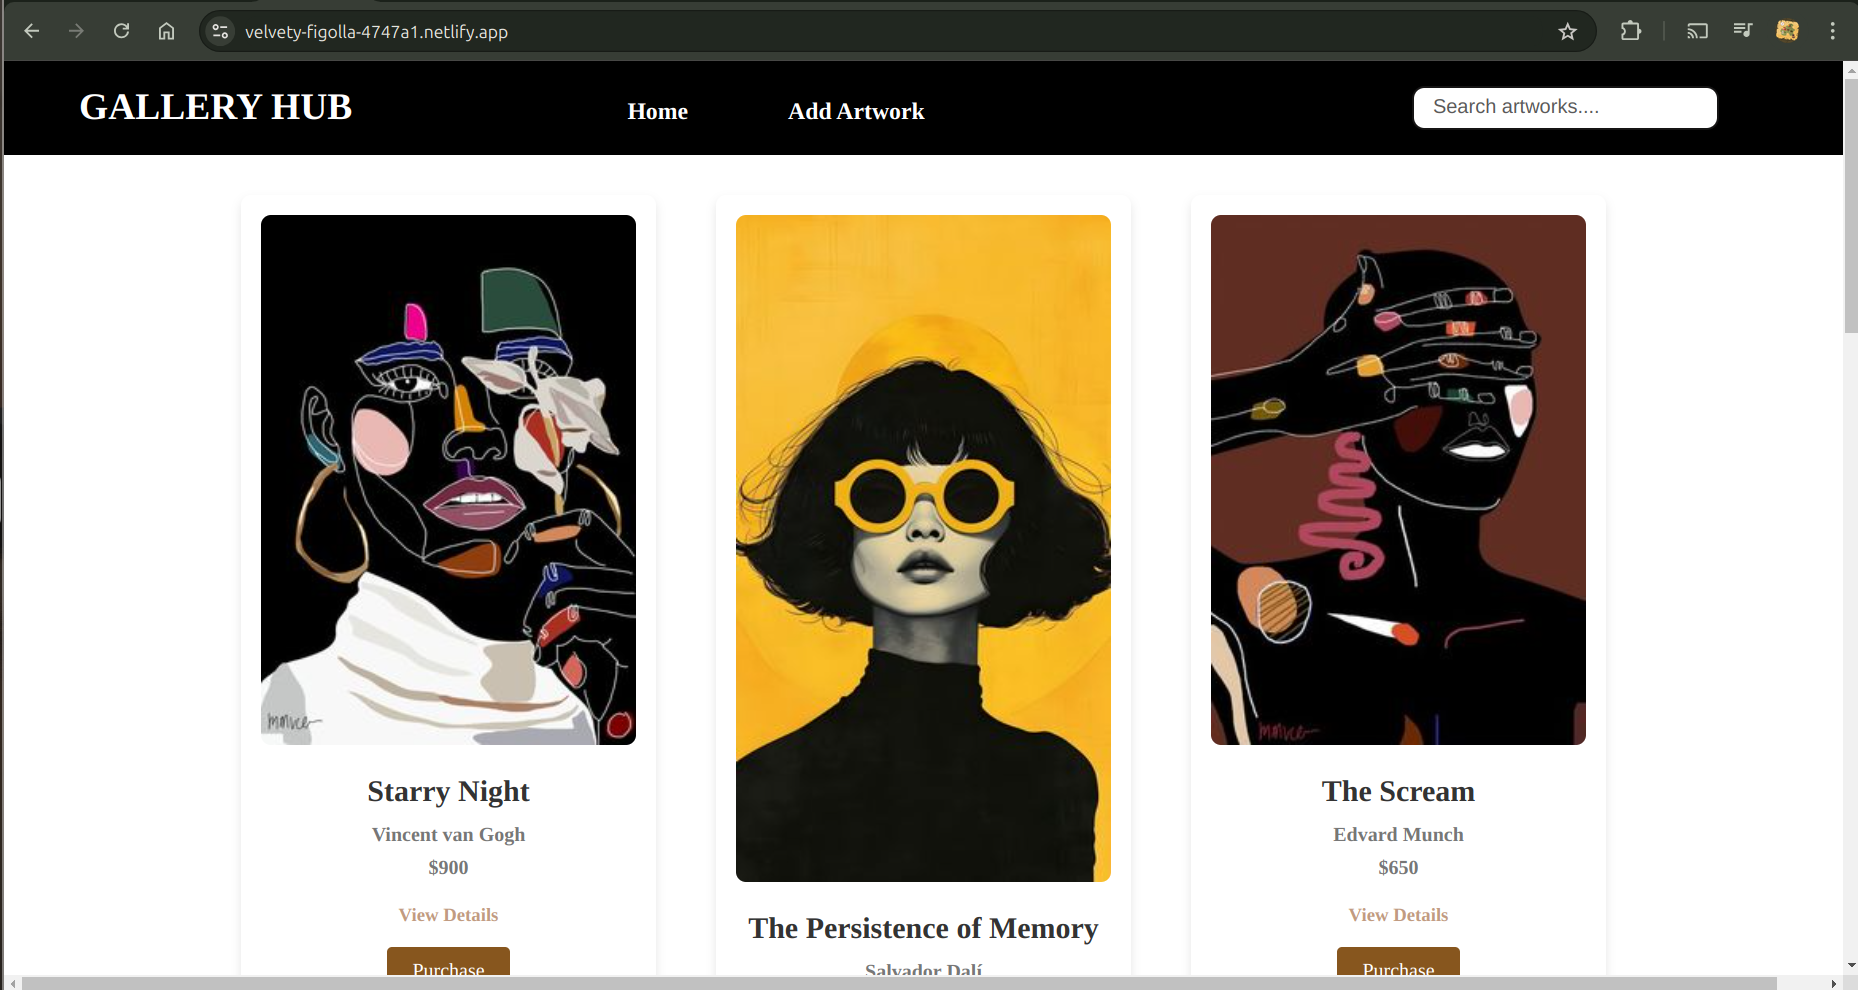 velvety-figolla-4747a1.netlify.app
GALLERY HUB
Home
Add Artwork
Search artworks....
Starry Night
Vincent van Gogh
$900
View Details
Purchase
The Persistence of Memory
Salvador Dalí
The Scream
Edvard Munch
$650
View Details
Purchase